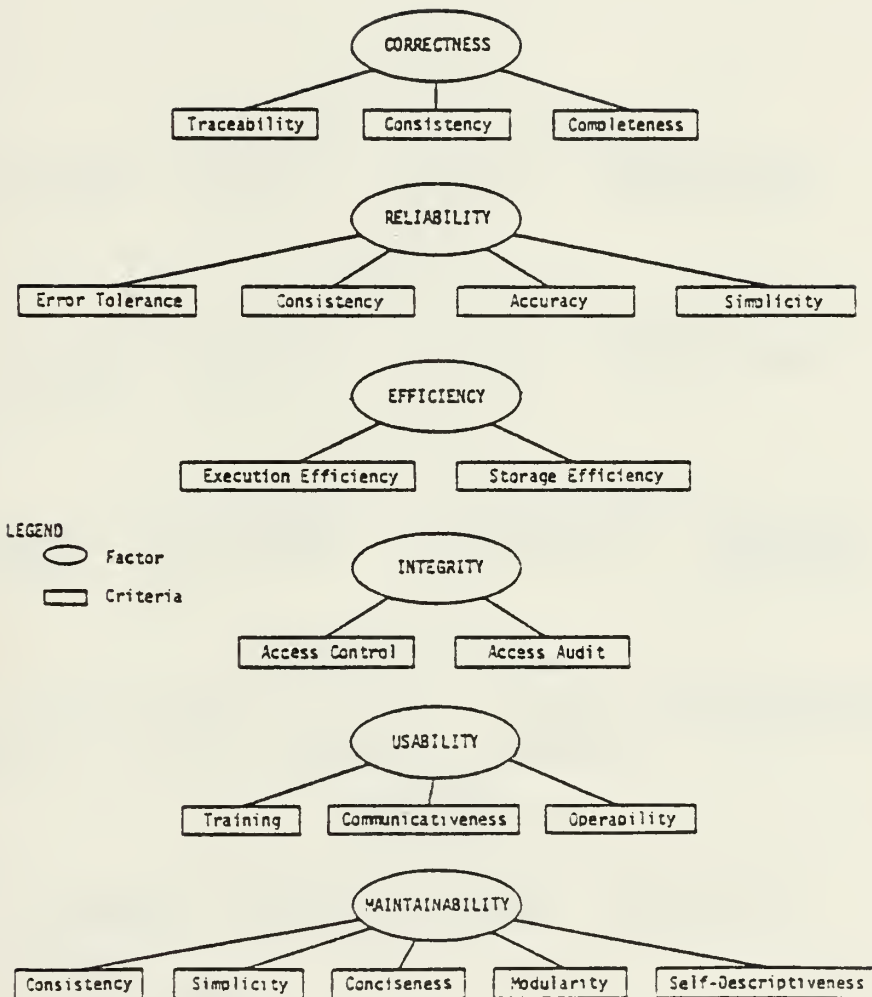 CORRECTNESS
Traceability Consistency Completeness
RELIABILITY
Error Tolerance Consistency Accuracy Simplicity
EFFICIENCY
Execution Efficiency Storage Efficiency
LEGEND
Factor
Criteria
INTEGRITY
Access Control Access Audit
USABILITY
Training Communicativeness Operability
MAINTAINABILITY
Consistency Simplicity Conciseness Modularity Self-Descriptiveness